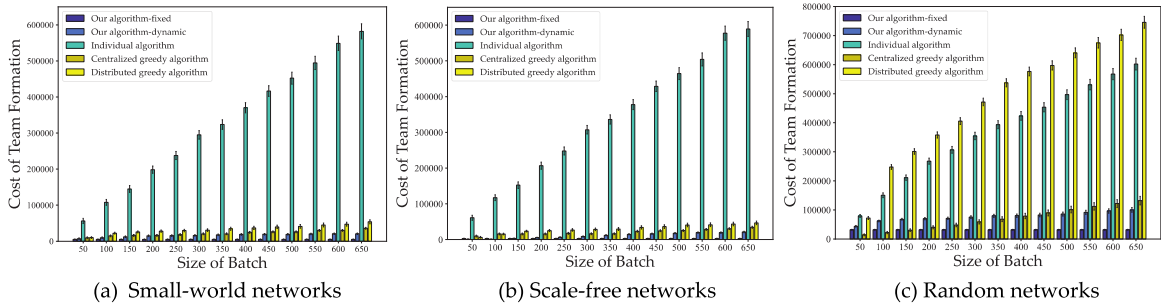 Our algorithm-fixed
Our algorithm-dynamic
Individual algorithm
Centralized greedy algorithm
Distributed greedy algorithm
Cost of Team Formation
600000
500000
400000
300000
200000
100000
0
50 100 150 200 250 300 350 400 450 500 550 600 650
Size of Batch
(a) Small-world networks
Our algorithm-fixed
Our algorithm-dynamic
Individual algorithm
Centralized greedy algorithm
Distributed greedy algorithm
Cost of Team Formation
600000
500000
400000
300000
200000
100000
0
50 100 150 200 250 300 350 400 450 500 550 600 650
Size of Batch
(b) Scale-free networks
Our algorithm-fixed
Our algorithm-dynamic
Individual algorithm
Centralized greedy algorithm
Distributed greedy algorithm
Cost of Team Formation
800000
700000
600000
500000
400000
300000
200000
100000
0
50 100 150 200 250 300 350 400 450 500 550 600 650
Size of Batch
(c) Random networks